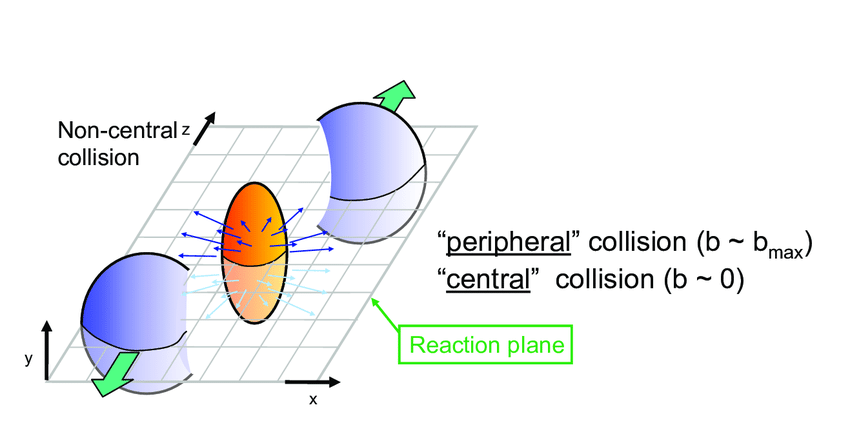 Non-central z
collision
"peripheral" collision (b ~ bmax)
"central" collision (b ~ 0)
Reaction plane
y
x